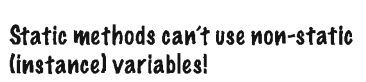 Static methods can't use non-static
(instance) variables!